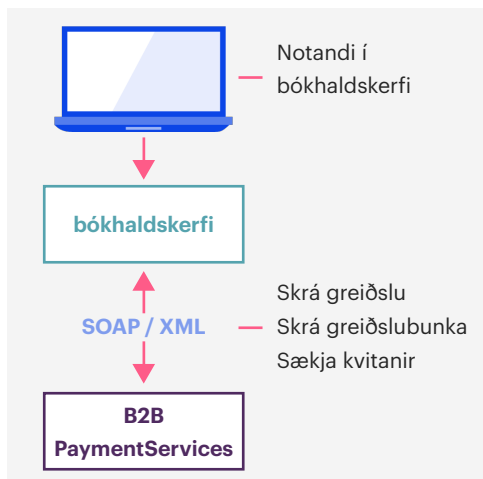 Notandi í
bókhaldskerfi
bókhaldskerfi
Skrá greiðslu
SOAP / XML
Skrá greiðslubunka
Sækja kvitanir
B2B
PaymentServices